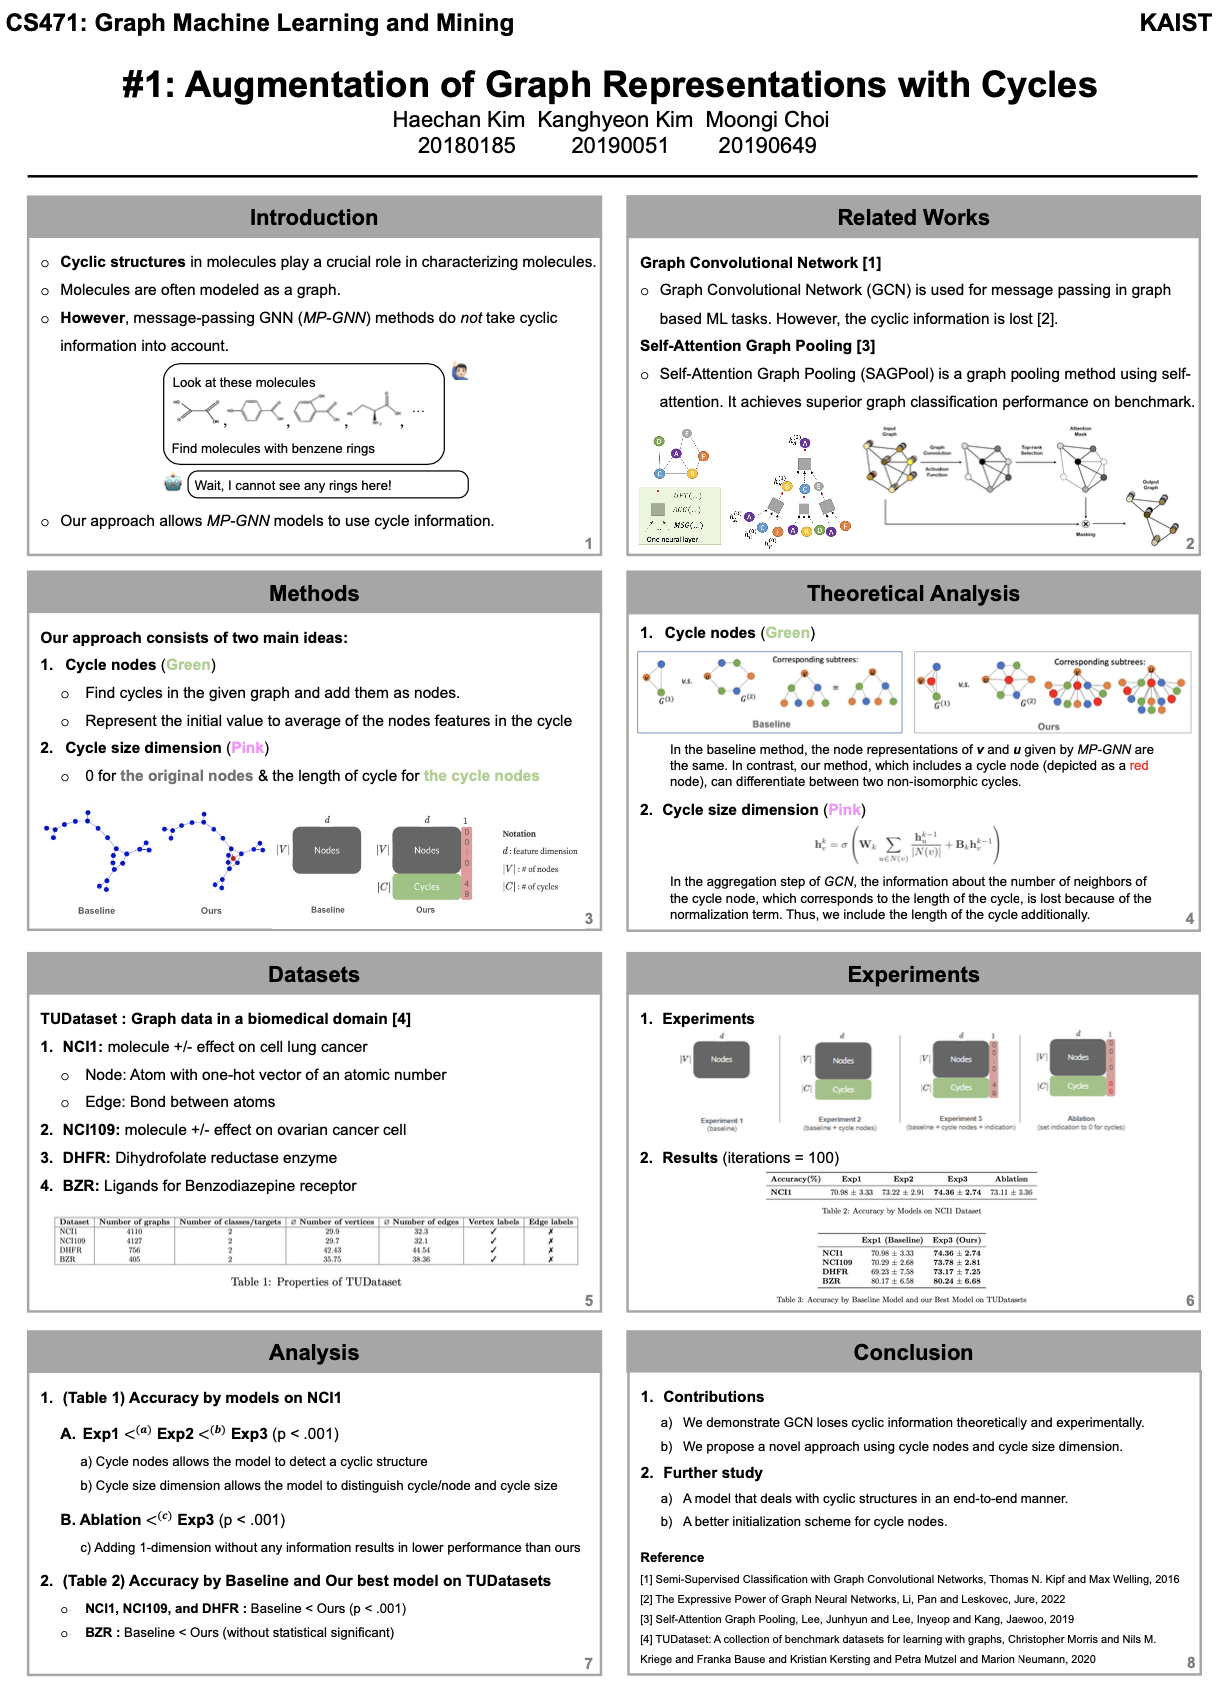 CS471: Graph Machine Learning and Mining
KAIST
#1: Augmentation of Graph Representations with Cycles
Haechan Kim Kanghyeon Kim Moongi Choi
20180185 20190051 20190649
Introduction
○ Cyclic structures in molecules play a crucial role in characterizing molecules.
○ Molecules are often modeled as a graph.
○ However, message-passing GNN (MP-GNN) methods do not take cyclic
information into account.
Look at these molecules
, , , , ...
Find molecules with benzene rings
Wait, I cannot see any rings here!
○ Our approach allows MP-GNN models to use cycle information.
1
Related Works
Graph Convolutional Network [1]
○ Graph Convolutional Network (GCN) is used for message passing in graph
based ML tasks. However, the cyclic information is lost [2].
Self-Attention Graph Pooling [3]
○ Self-Attention Graph Pooling (SAGPool) is a graph pooling method using self-
attention. It achieves superior graph classification performance on benchmark.
UPT(...)
AGG(...)
MSG(...)
One neural layer
Input Graph
Graph Convolution
Activation Function
Top-rank Selection
Attention Mask
Output Graph
Masking
2
Methods
Our approach consists of two main ideas:
1. Cycle nodes (Green)
○ Find cycles in the given graph and add them as nodes.
○ Represent the initial value to average of the nodes features in the cycle
2. Cycle size dimension (Pink)
○ 0 for the original nodes & the length of cycle for the cycle nodes
Baseline
Ours
d
|V| Nodes
Baseline
d 1
|V| Nodes
|C| Cycles
0 0 0 4 9
Ours
Notation
d : feature dimension
|V| : # of nodes
|C| : # of cycles
3
Theoretical Analysis
1. Cycle nodes (Green)
v G(1) v.s. u G(2) Corresponding subtrees: v = u
Baseline
v G(1) v.s. u G(2) Corresponding subtrees: v u
Ours
In the baseline method, the node representations of v and u given by MP-GNN are
the same. In contrast, our method, which includes a cycle node (depicted as a red
node), can differentiate between two non-isomorphic cycles.
2. Cycle size dimension (Pink)
h_v^k = σ ( W_k ∑_{u∈N(v)} h_u^{k-1} / |N(v)| + B_k h_v^{k-1} )
In the aggregation step of GCN, the information about the number of neighbors of
the cycle node, which corresponds to the length of the cycle, is lost because of the
normalization term. Thus, we include the length of the cycle additionally.
4
Datasets
TUDataset : Graph data in a biomedical domain [4]
1. NCI1: molecule +/- effect on cell lung cancer
○ Node: Atom with one-hot vector of an atomic number
○ Edge: Bond between atoms
2. NCI109: molecule +/- effect on ovarian cancer cell
3. DHFR: Dihydrofolate reductase enzyme
4. BZR: Ligands for Benzodiazepine receptor
Dataset Number of graphs Number of classes/targets ∅ Number of vertices ∅ Number of edges Vertex labels Edge labels
NCI1 4110 2 29.9 32.3 ✓ ✗
NCI109 4127 2 29.7 32.1 ✓ ✗
DHFR 756 2 42.43 44.54 ✓ ✗
BZR 405 2 35.75 38.36 ✓ ✗
Table 1: Properties of TUDataset
5
Experiments
1. Experiments
d
|V| Nodes
Experiment 1
(baseline)
d
|V| Nodes
|C| Cycles
Experiment 2
(baseline + cycle nodes)
d 1
|V| Nodes
|C| Cycles
Experiment 3
(baseline + cycle nodes + indication)
d 1
|V| Nodes
|C| Cycles
Ablation
(set indication to 0 for cycles)
2. Results (iterations = 100)
Accuracy(%) Exp1 Exp2 Exp3 Ablation
NCI1 70.98 ± 3.33 73.22 ± 2.91 74.36 ± 2.74 73.11 ± 3.36
Table 2: Accuracy by Models on NCI1 Dataset
Exp1 (Baseline) Exp3 (Ours)
NCI1 70.98 ± 3.33 74.36 ± 2.74
NCI109 70.29 ± 2.68 73.78 ± 2.81
DHFR 69.23 ± 7.58 73.17 ± 7.25
BZR 80.17 ± 6.58 80.24 ± 6.68
Table 3: Accuracy by Baseline Model and our Best Model on TUDatasets
6
Analysis
1. (Table 1) Accuracy by models on NCI1
A. Exp1 <(a) Exp2 <(b) Exp3 (p < .001)
a) Cycle nodes allows the model to detect a cyclic structure
b) Cycle size dimension allows the model to distinguish cycle/node and cycle size
B. Ablation <(c) Exp3 (p < .001)
c) Adding 1-dimension without any information results in lower performance than ours
2. (Table 2) Accuracy by Baseline and Our best model on TUDatasets
○ NCI1, NCI109, and DHFR : Baseline < Ours (p < .001)
○ BZR : Baseline < Ours (without statistical significant)
7
Conclusion
1. Contributions
a) We demonstrate GCN loses cyclic information theoretically and experimentally.
b) We propose a novel approach using cycle nodes and cycle size dimension.
2. Further study
a) A model that deals with cyclic structures in an end-to-end manner.
b) A better initialization scheme for cycle nodes.
Reference
[1] Semi-Supervised Classification with Graph Convolutional Networks, Thomas N. Kipf and Max Welling, 2016
[2] The Expressive Power of Graph Neural Networks, Li, Pan and Leskovec, Jure, 2022
[3] Self-Attention Graph Pooling, Lee, Junhyun and Lee, Inyeop and Kang, Jaewoo, 2019
[4] TUDataset: A collection of benchmark datasets for learning with graphs, Christopher Morris and Nils M.
Kriege and Franka Bause and Kristian Kersting and Petra Mutzel and Marion Neumann, 2020
8